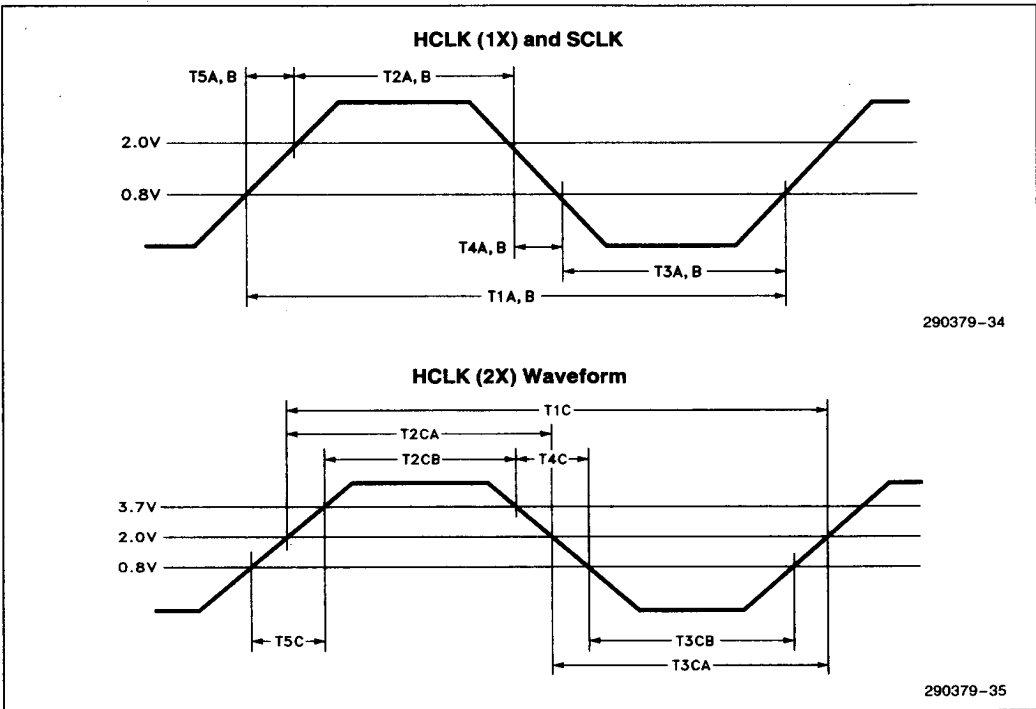 HCLK (1X) and SCLK
T5A, B
T2A, B
2.0V
0.8V
T4A, B
T3A, B
T1A, B
290379–34
HCLK (2X) Waveform
T1C
T2CA
T2CB
T4C
3.7V
2.0V
0.8V
T5C
T3CB
T3CA
290379–35